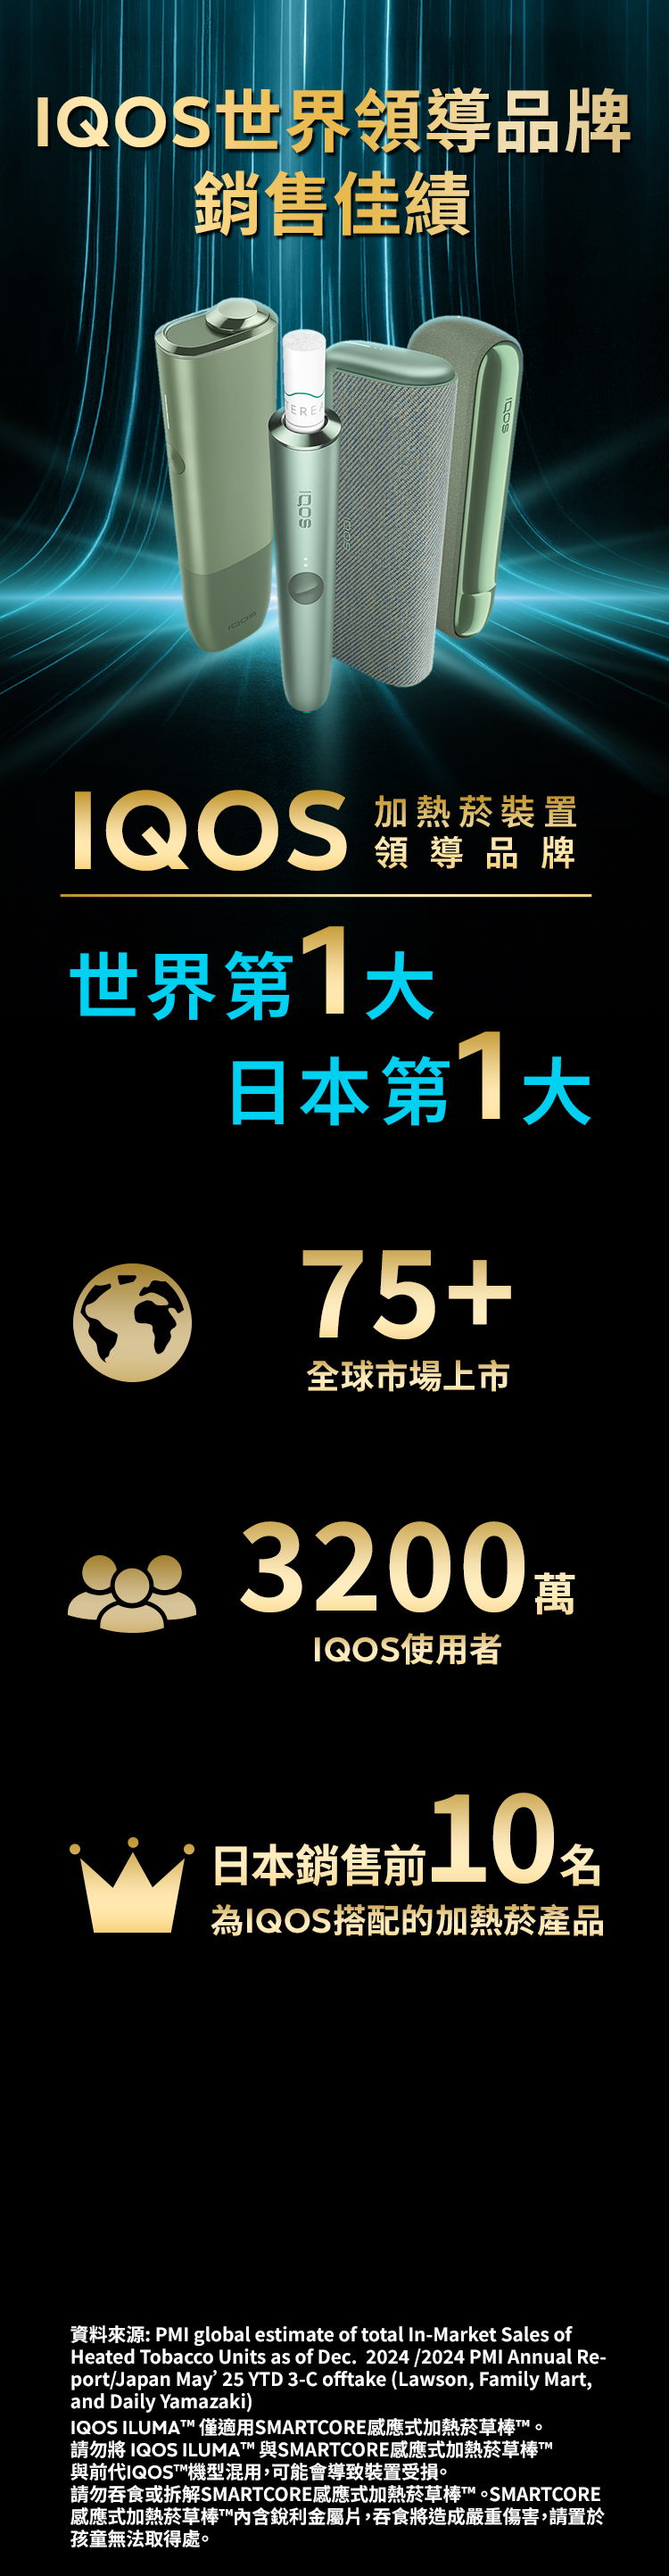 IQOS世界領導品牌
銷售佳績
TEREA
IQOS
IQOS
IQOS
IQOS
IQOS 加熱菸裝置
領導品牌
世界第1大
日本第1大
75+
全球市場上市
3200萬
IQOS使用者
日本銷售前10名
為IQOS搭配的加熱菸產品
資料來源: PMI global estimate of total In-Market Sales of
Heated Tobacco Units as of Dec. 2024 /2024 PMI Annual Re-
port/Japan May’ 25 YTD 3-C offtake (Lawson, Family Mart,
and Daily Yamazaki)
IQOS ILUMA™ 僅適用SMARTCORE感應式加熱菸草棒™。
請勿將 IQOS ILUMA™ 與SMARTCORE感應式加熱菸草棒™
與前代IQOS™機型混用，可能會導致裝置受損。
請勿吞食或拆解SMARTCORE感應式加熱菸草棒™。SMARTCORE
感應式加熱菸草棒™內含銳利金屬片，吞食將造成嚴重傷害，請置於
孩童無法取得處。